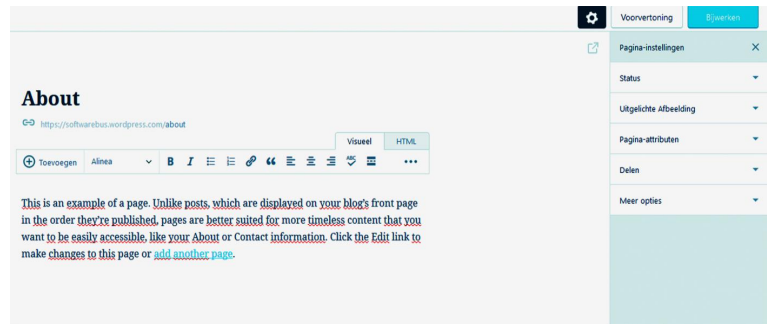 Voorvertoning
Bijwerken
Pagina-instellingen
Status
About
Uitgelichte Afbeelding
https://softwarebus.wordpress.com/about
Visueel
HTML
Pagina-attributen
Toevoegen
Alinea
B
I
ABC
Delen
This is an example of a page. Unlike posts, which are displayed on your blog's front page
in the order they're published, pages are better suited for more timeless content that you
want to be easily accessible, like your About or Contact information. Click the Edit link to
make changes to this page or add another page.
Meer opties